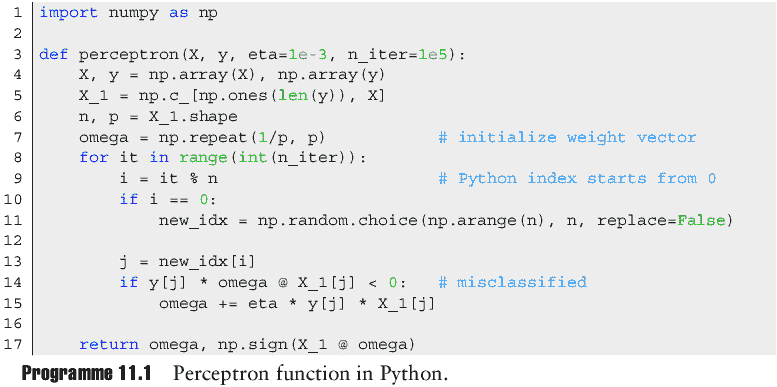 1 import numpy as np
2
3 def perceptron(X, y, eta=1e-3, n_iter=1e5):
4     X, y = np.array(X), np.array(y)
5     X_1 = np.c_[np.ones(len(y)), X]
6     n, p = X_1.shape
7     omega = np.repeat(1/p, p)           # initialize weight vector
8     for it in range(int(n_iter)):
9         i = it % n                      # Python index starts from 0
10         if i == 0:
11             new_idx = np.random.choice(np.arange(n), n, replace=False)
12
13         j = new_idx[i]
14         if y[j] * omega @ X_1[j] < 0:   # misclassified
15             omega += eta * y[j] * X_1[j]
16
17     return omega, np.sign(X_1 @ omega)
Programme 11.1 Perceptron function in Python.